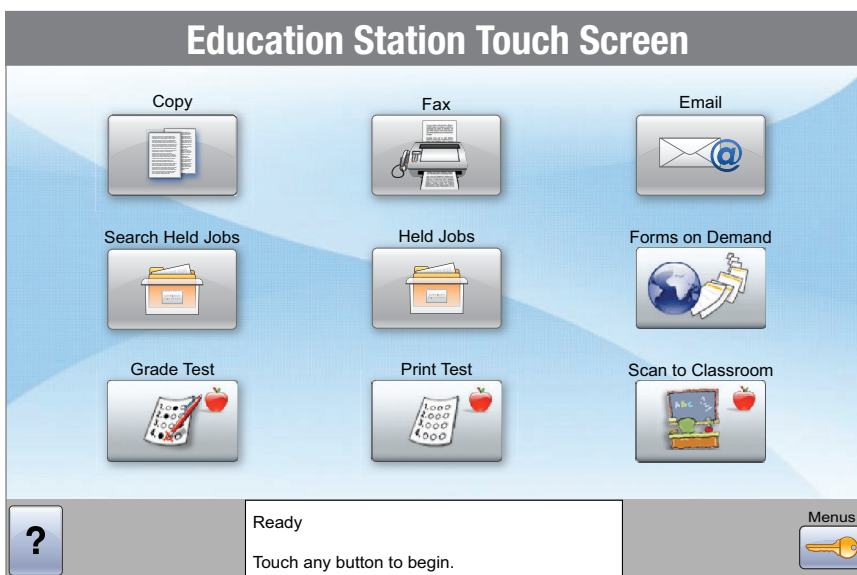 Education Station Touch Screen
Copy
Fax
Email
@
Search Held Jobs
Held Jobs
Forms on Demand
Grade Test
Print Test
Scan to Classroom
ABC
?
Ready
Touch any button to begin.
Menus